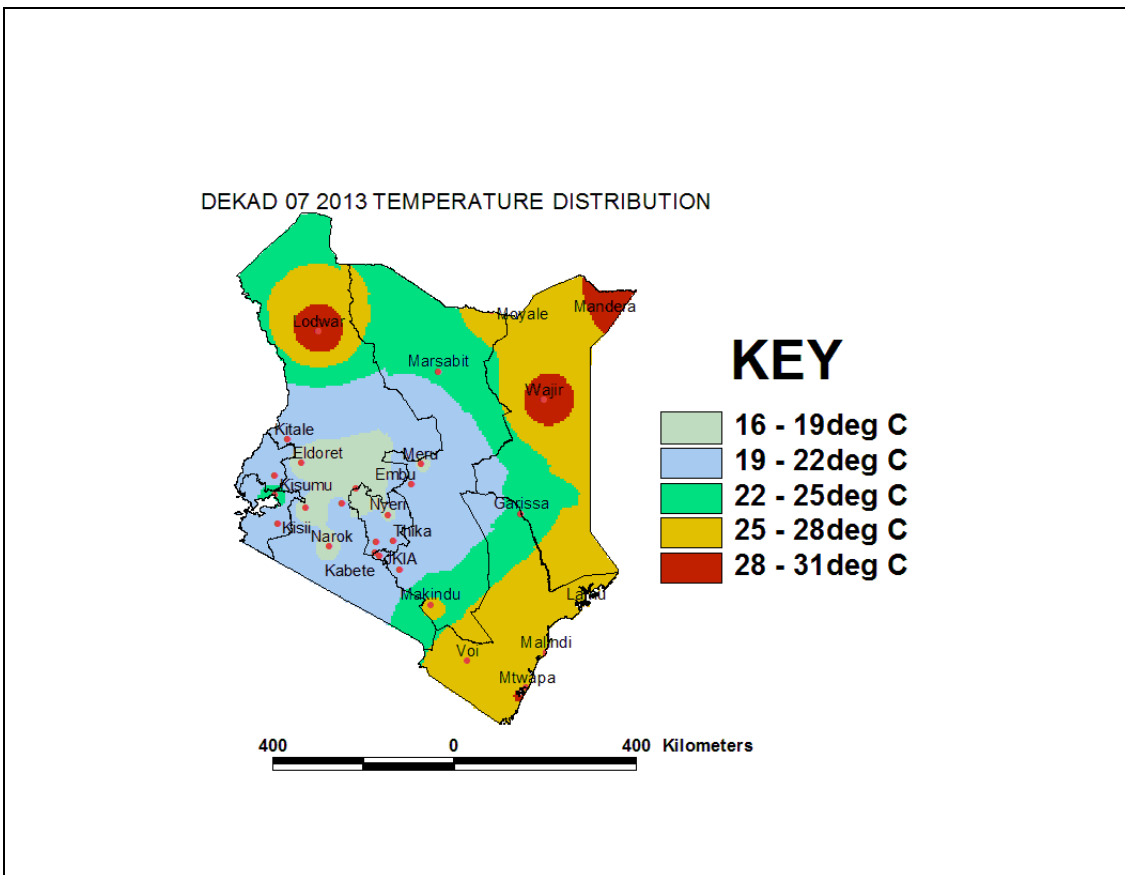 DEKAD 07 2013 TEMPERATURE DISTRIBUTION
Mandera
Moyale
Lodwar
KEY
Marsabit
Wajir
16 - 19deg C
Kitale
19 - 22deg C
Eldoret
Meru
Embu
Kisumu
22 - 25deg C
Nyeri
Garissa
Kisii
Thika
25 - 28deg C
Narok
JKIA
Kabete
28 - 31deg C
Makindu
Lamu
Voi
Malindi
Mtwapa
400 0 400 Kilometers